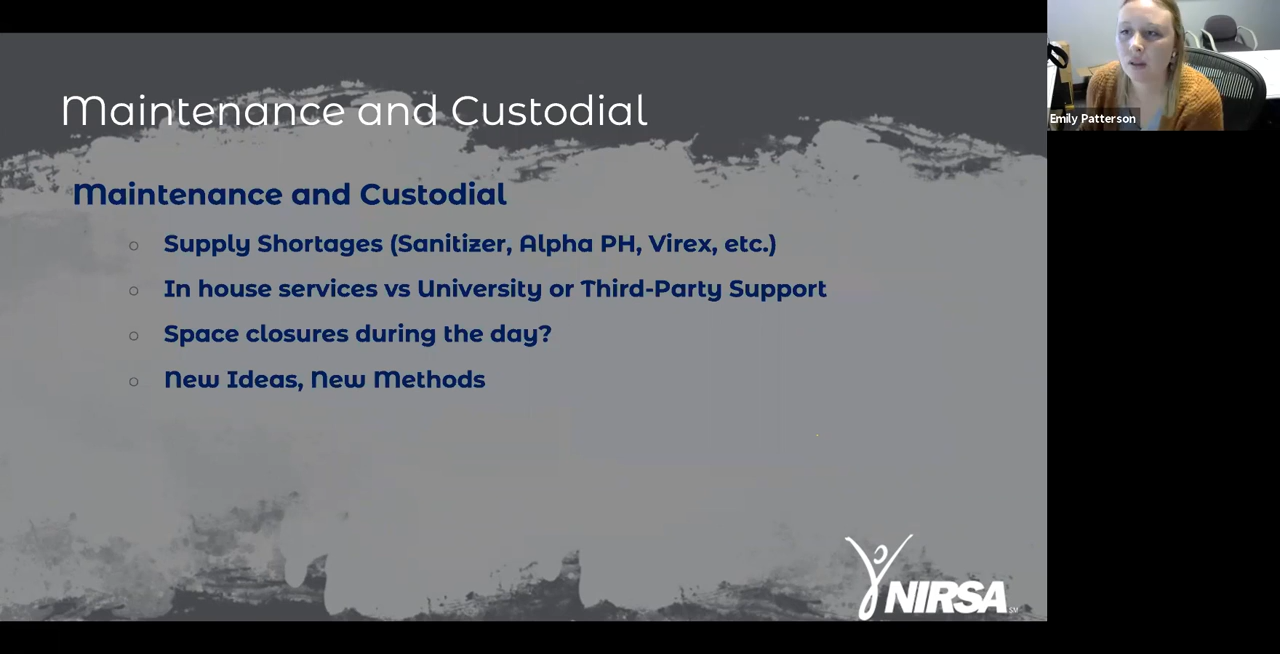 Maintenance and Custodial
Maintenance and Custodial
Supply Shortages (Sanitizer, Alpha PH, Virex, etc.)
In house services vs University or Third-Party Support
Space closures during the day?
New Ideas, New Methods
NIRSA
SM
Emily Patterson